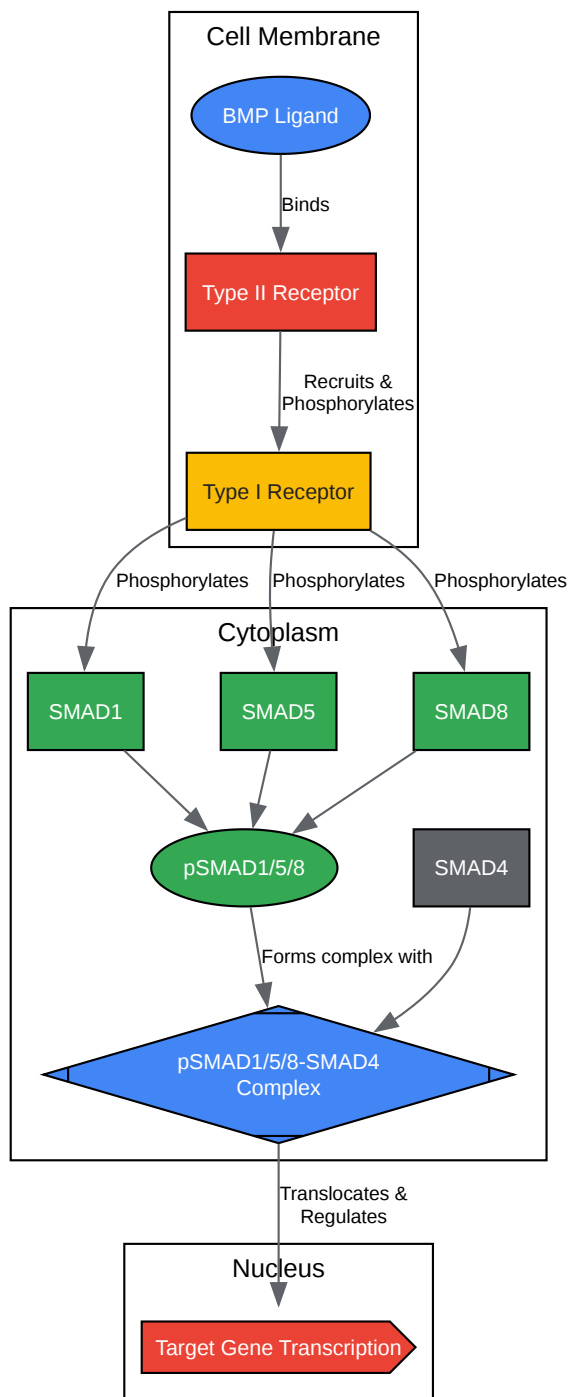 Cell Membrane
BMP Ligand
Binds
Type II Receptor
Recruits &
Phosphorylates
Type I Receptor
Phosphorylates
Phosphorylates
Phosphorylates
Cytoplasm
SMAD1
SMAD5
SMAD8
pSMAD1/5/8
SMAD4
Forms complex with
pSMAD1/5/8-SMAD4
Complex
Translocates &
Regulates
Nucleus
Target Gene Transcription